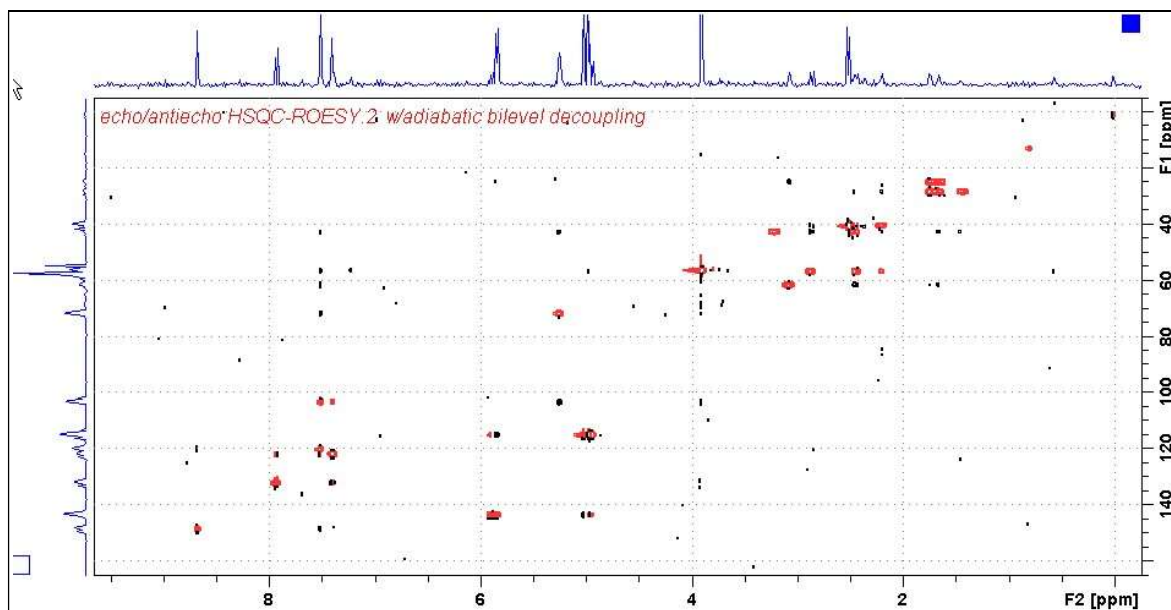 echo/antiecho HSQC-ROESY.2 w/adiabatic bilevel decoupling
F1 [ppm]
40
60
80
100
120
140
8 6 4 2 F2 [ppm]